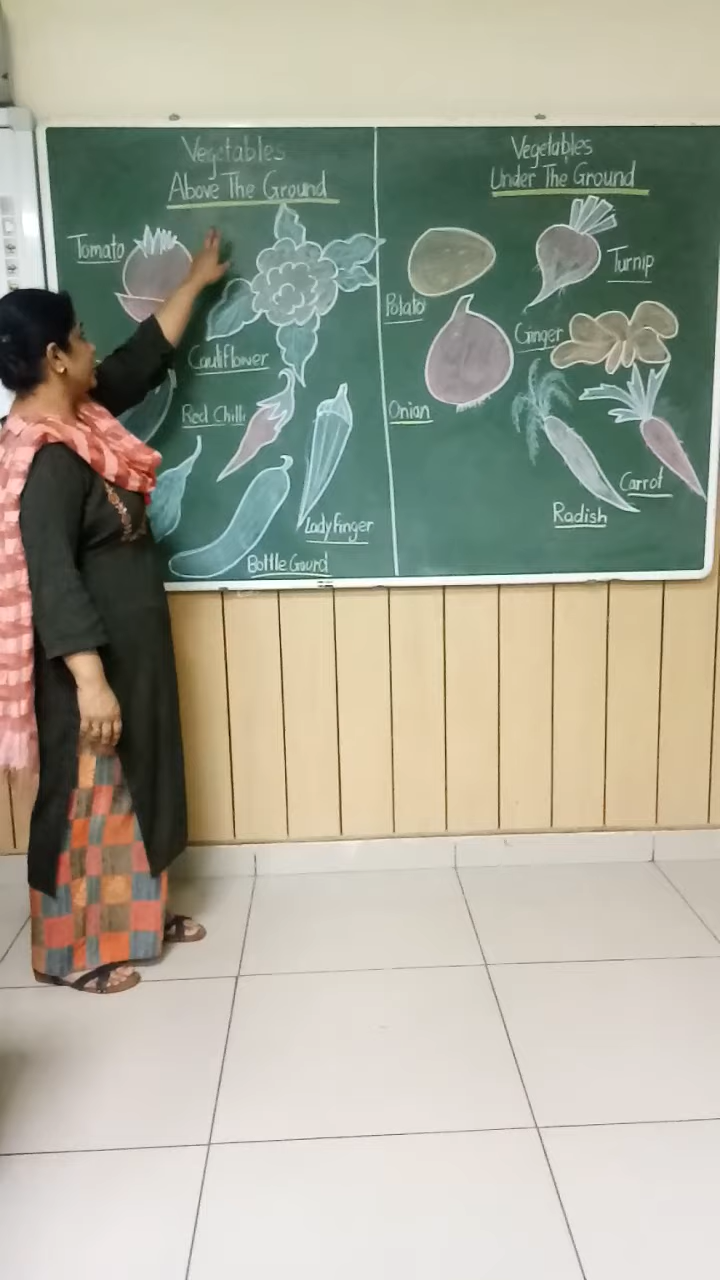 Vegetables
Above The Ground
Tomato
Cauliflower
Red Chilli
Lady Finger
Bottle Gourd
Vegetables
Under The Ground
Potato
Turnip
Ginger
Onian
Carrot
Radish